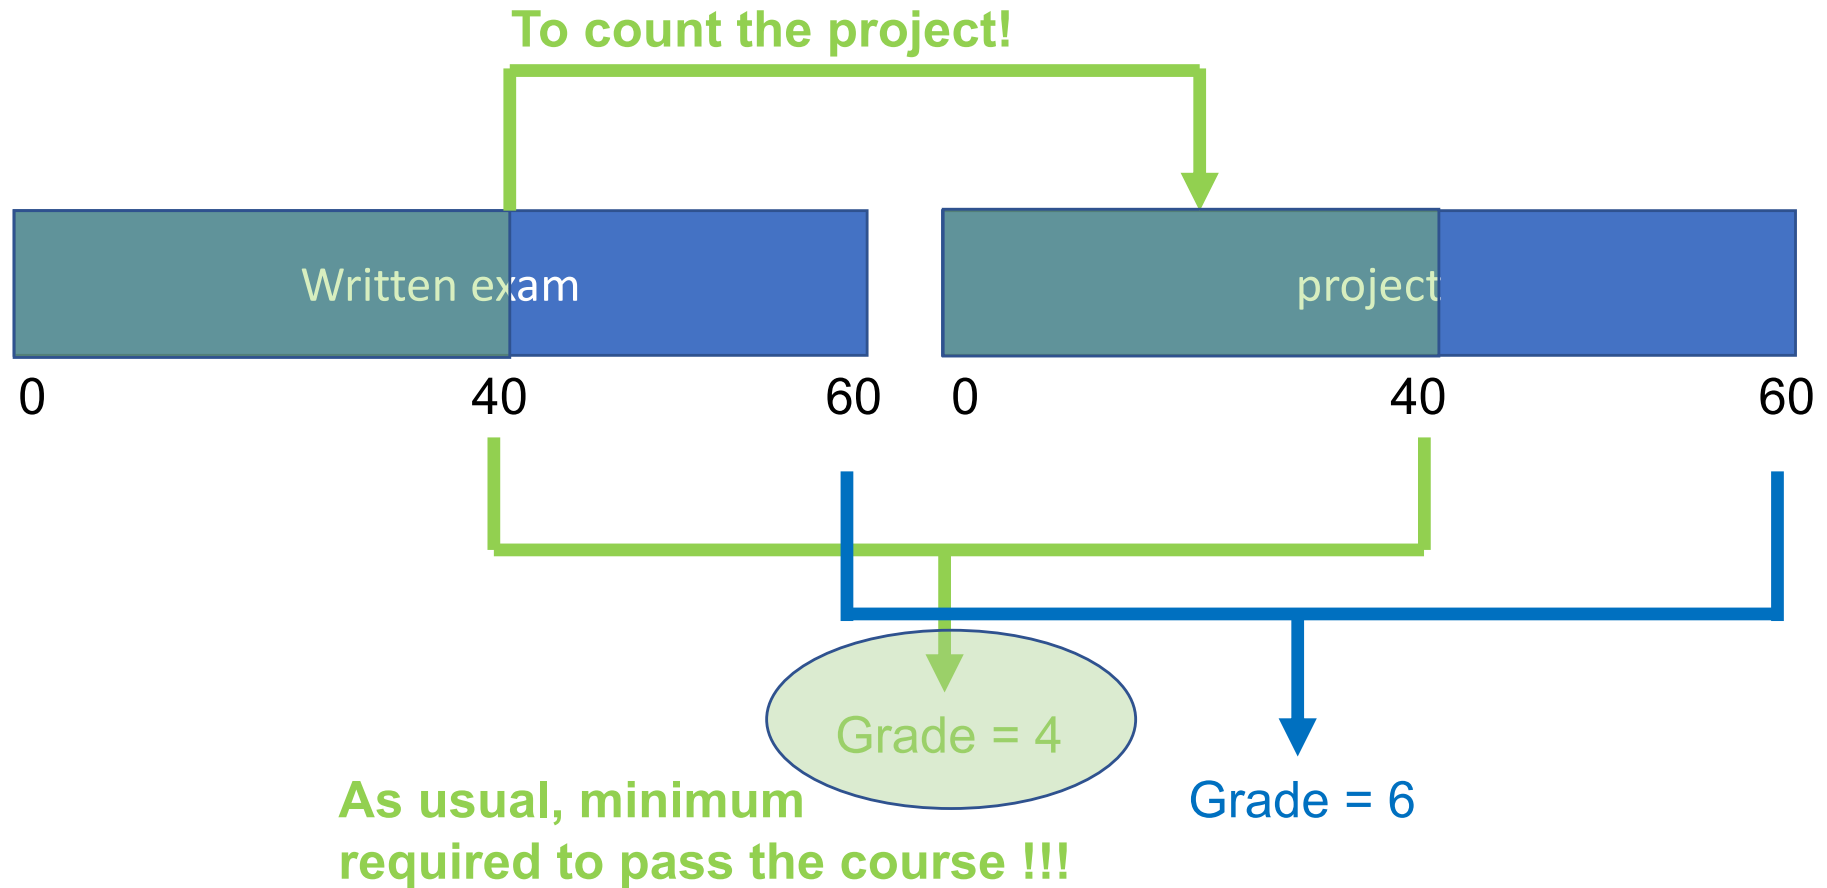 To count the project!
Written exam
project
0
40
60
0
40
60
Grade = 4
Grade = 6
As usual, minimum
required to pass the course !!!